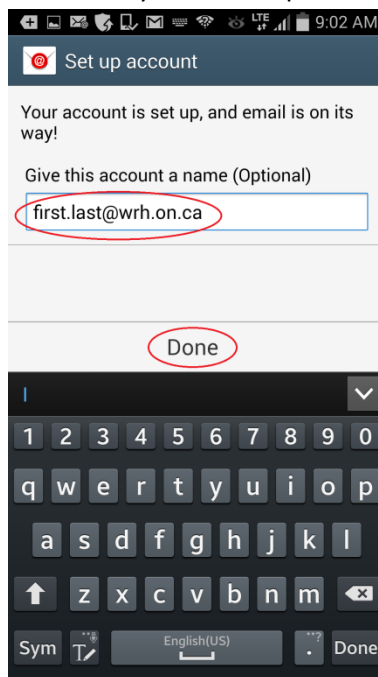 LTE 9:02 AM
@ Set up account
Your account is set up, and email is on its
way!
Give this account a name (Optional)
first.last@wrh.on.ca
Done
1 2 3 4 5 6 7 8 9 0
q w e r t y u i o p
a s d f g h j k l
z x c v b n m
English(US)
Sym T . Done